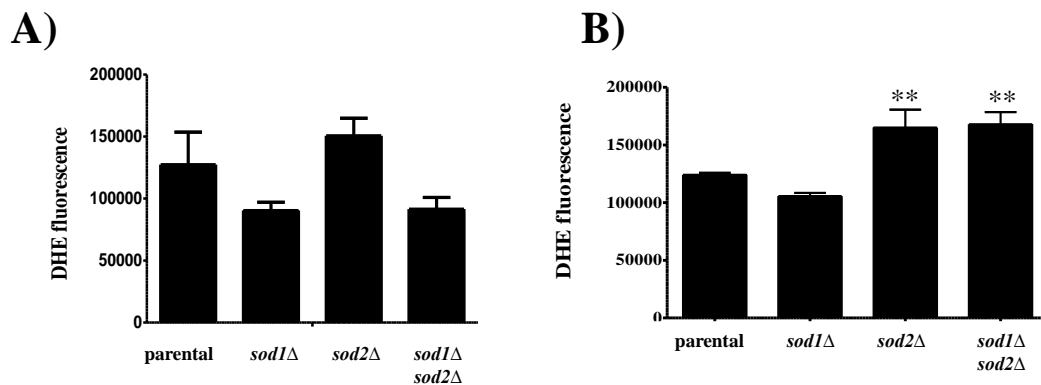 A)
DHE fluorescence
200000
150000
100000
50000
0
parental sod1Δ sod2Δ sod1Δ
sod2Δ
B)
DHE fluorescence
200000
150000
100000
50000
0
** **
parental sod1Δ sod2Δ sod1Δ
sod2Δ